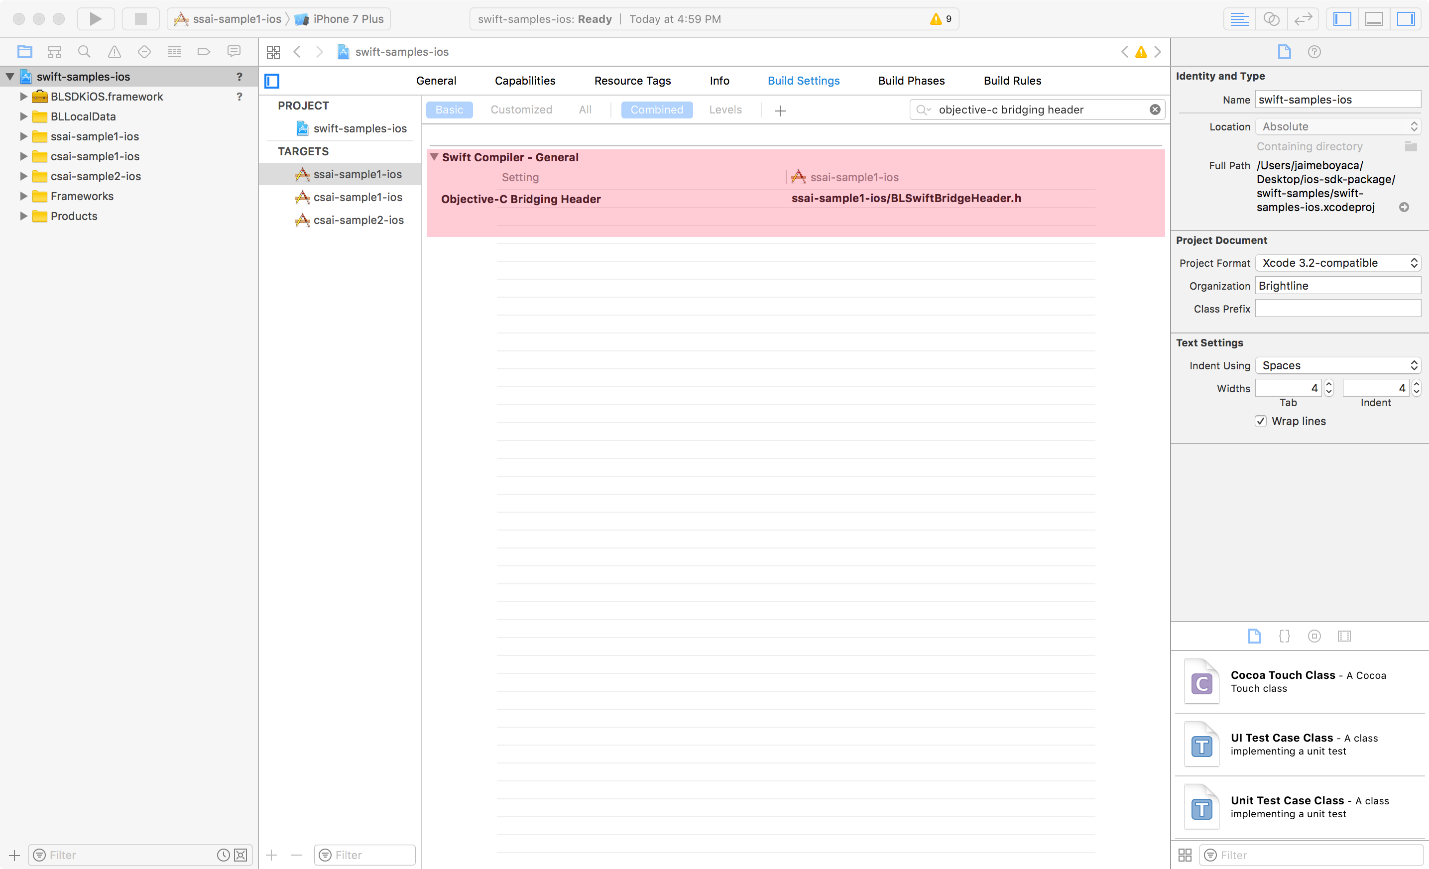 ssai-sample1-ios
iPhone 7 Plus
swift-samples-ios: Ready | Today at 4:59 PM
9
swift-samples-ios
swift-samples-ios ?
BLSDKiOS.framework ?
BLLocalData
ssai-sample1-ios
csai-sample1-ios
csai-sample2-ios
Frameworks
Products
Filter
General Capabilities Resource Tags Info Build Settings Build Phases Build Rules
PROJECT
swift-samples-ios
TARGETS
ssai-sample1-ios
csai-sample1-ios
csai-sample2-ios
Filter
Basic Customized All Combined Levels +
objective-c bridging header
Swift Compiler - General
Setting ssai-sample1-ios
Objective-C Bridging Header ssai-sample1-ios/BLSwiftBridgeHeader.h
Identity and Type
Name swift-samples-ios
Location Absolute
Containing directory
Full Path /Users/jaimeboyaca/
Desktop/ios-sdk-package/
swift-samples/swift-
samples-ios.xcodeproj
Project Document
Project Format Xcode 3.2-compatible
Organization Brightline
Class Prefix
Text Settings
Indent Using Spaces
Widths 4 4
Tab Indent
Wrap lines
{}
C
Cocoa Touch Class - A Cocoa
Touch class
T
UI Test Case Class - A class
implementing a unit test
T
Unit Test Case Class - A class
implementing a unit test
Filter